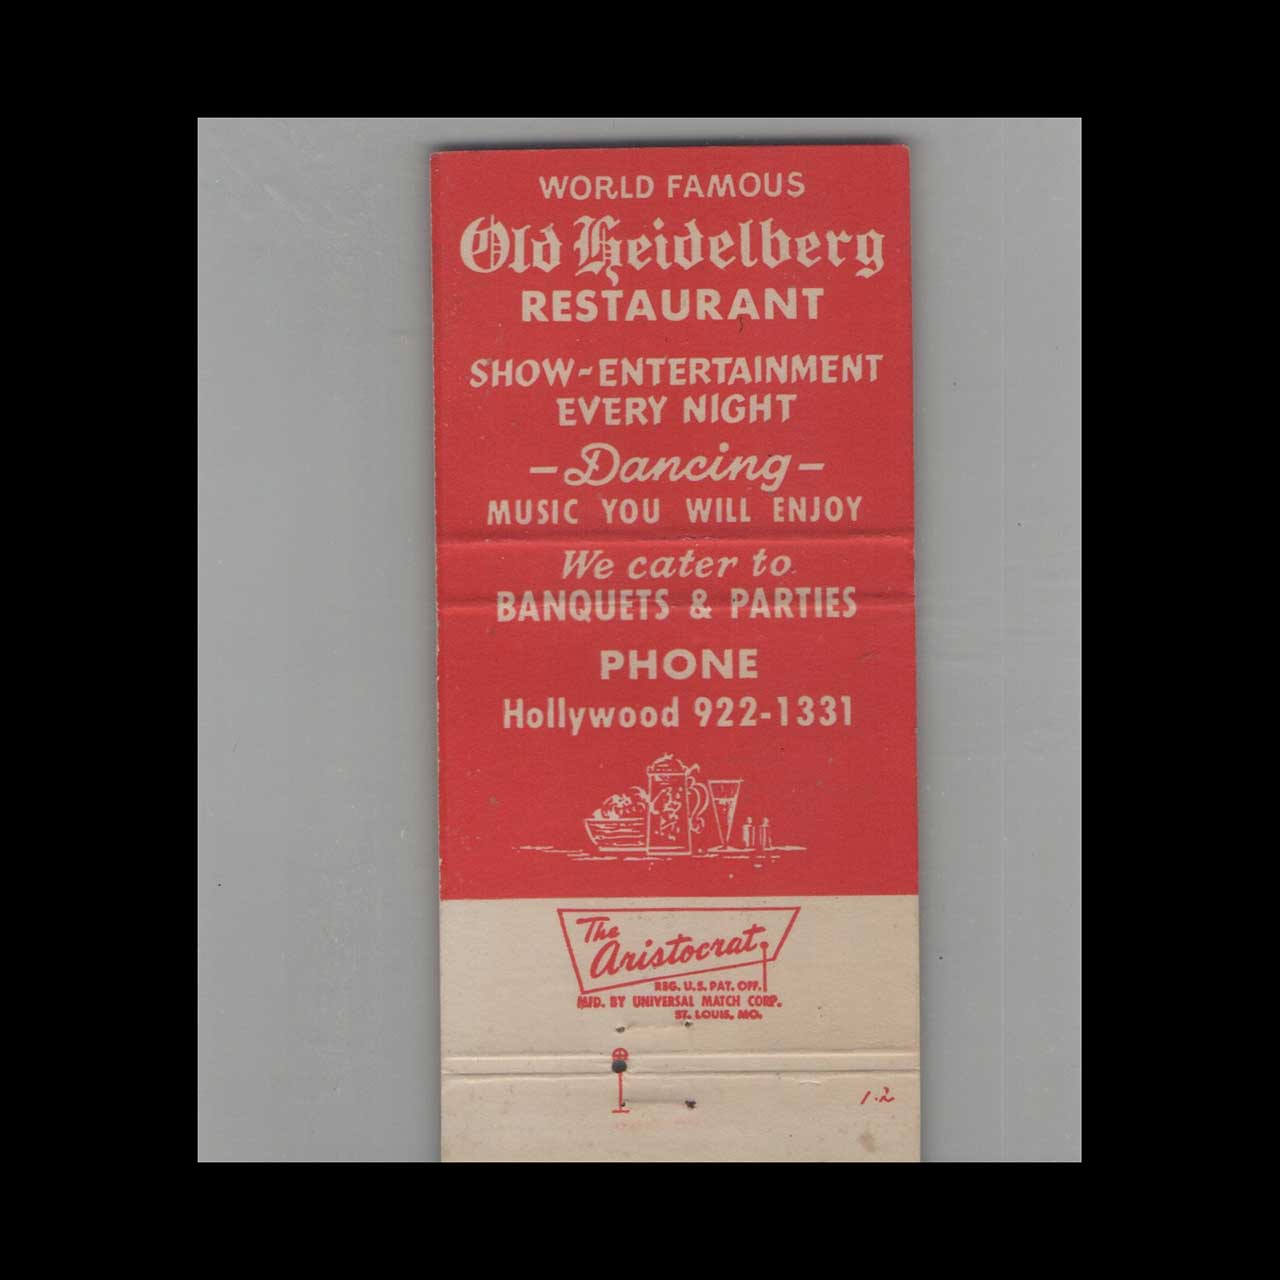 WORLD FAMOUS
Old Heidelberg
RESTAURANT
SHOW-ENTERTAINMENT
EVERY NIGHT
-Dancing-
MUSIC YOU WILL ENJOY
We cater to
BANQUETS & PARTIES
PHONE
Hollywood 922-1331
The
Aristocrat
REG. U.S. PAT. OFF.
MFD. BY UNIVERSAL MATCH CORP.
ST. LOUIS, MO.
1.2